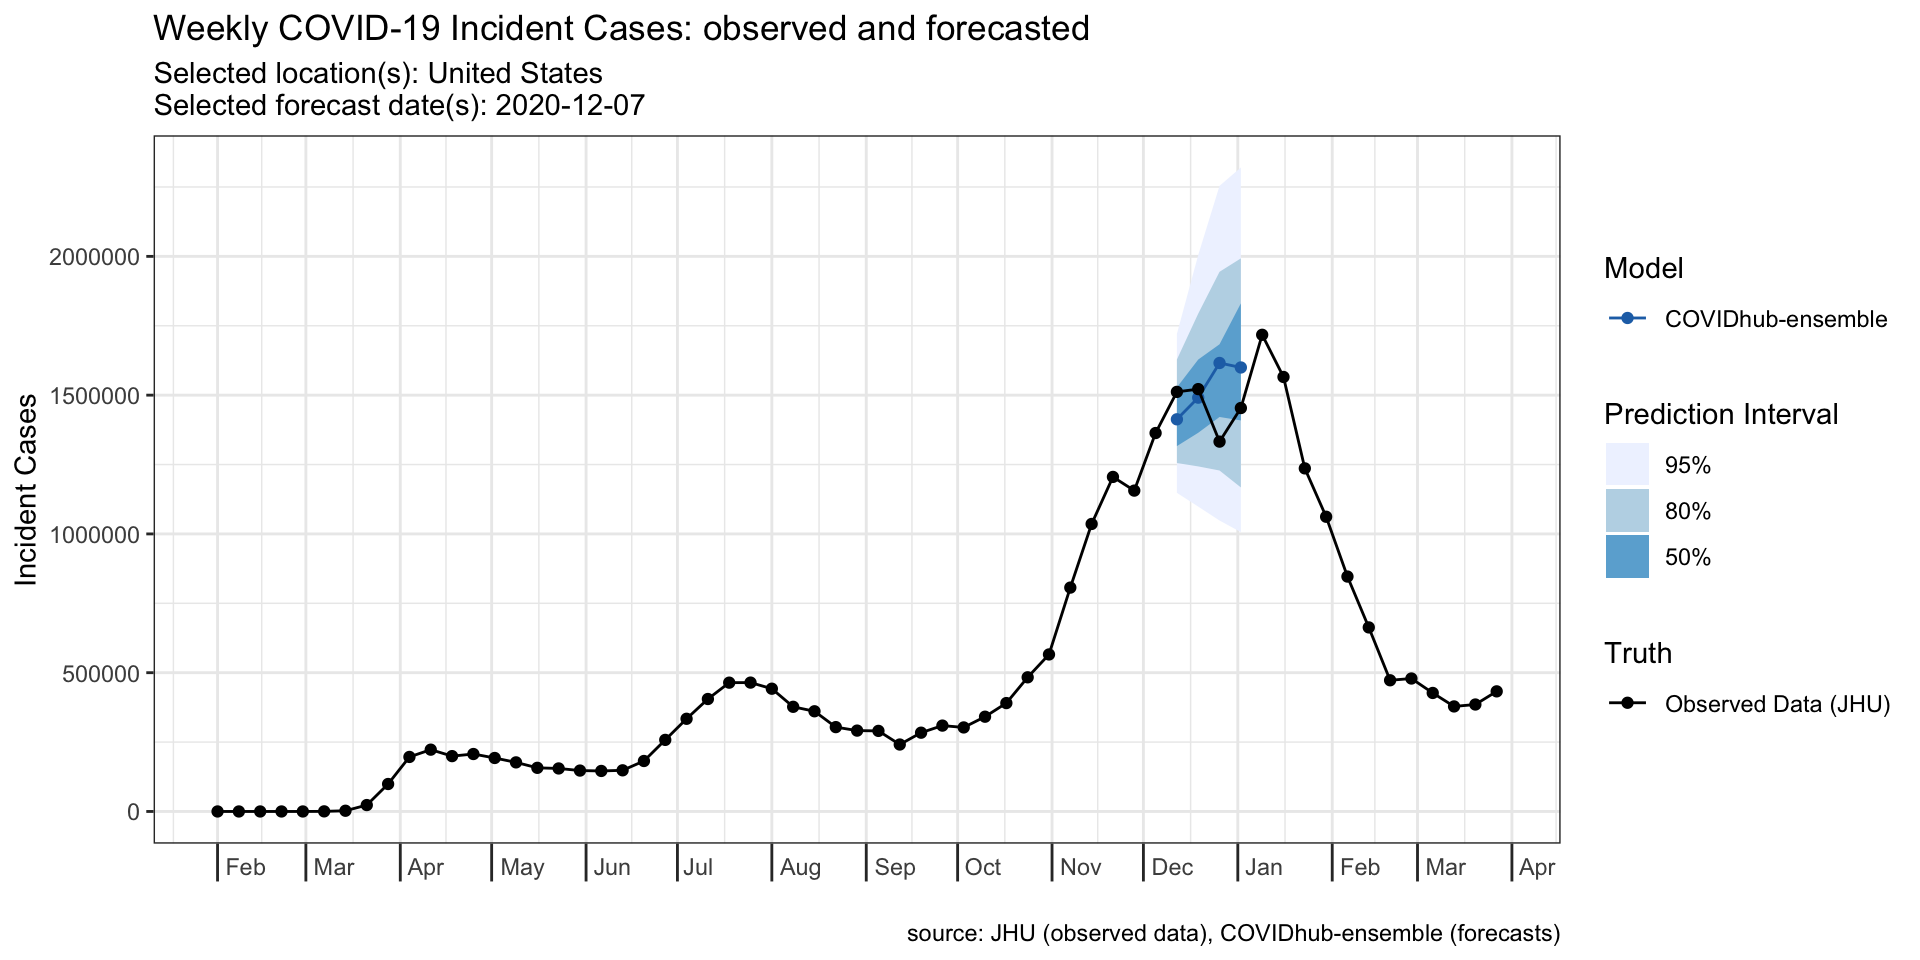 Weekly COVID-19 Incident Cases: observed and forecasted
Selected location(s): United States
Selected forecast date(s): 2020-12-07
Incident Cases
2000000
1500000
1000000
500000
0
Feb Mar Apr May Jun Jul Aug Sep Oct Nov Dec Jan Feb Mar Apr
Model
COVIDhub-ensemble
Prediction Interval
95%
80%
50%
Truth
Observed Data (JHU)
source: JHU (observed data), COVIDhub-ensemble (forecasts)